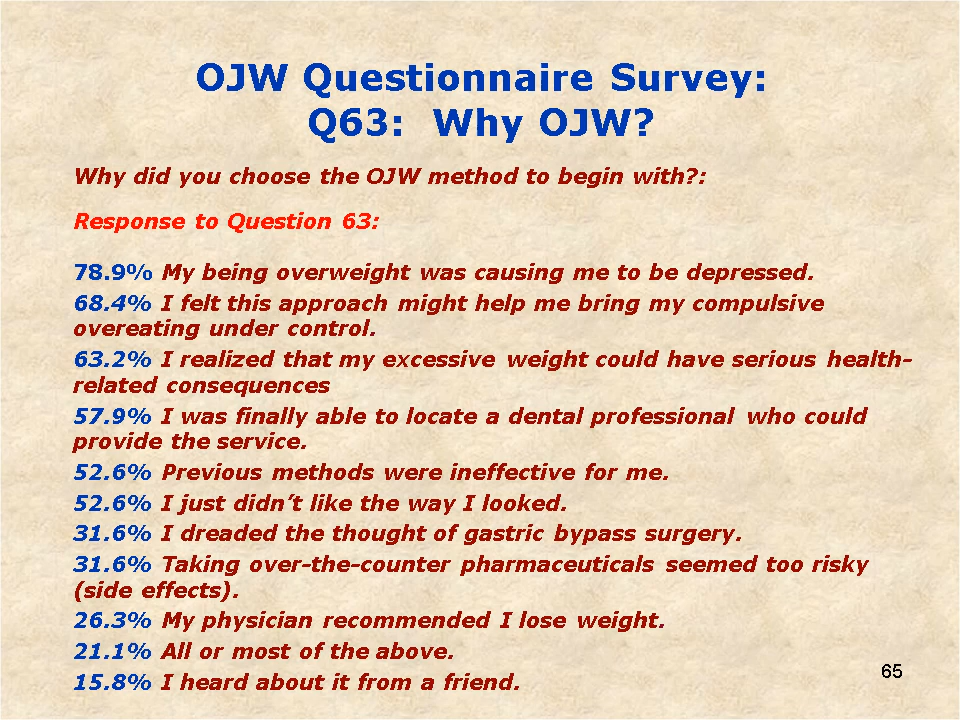 OJW Questionnaire Survey:
Q63: Why OJW?
Why did you choose the OJW method to begin with?:
Response to Question 63:
78.9% My being overweight was causing me to be depressed.
68.4% I felt this approach might help me bring my compulsive
overeating under control.
63.2% I realized that my excessive weight could have serious health-
related consequences
57.9% I was finally able to locate a dental professional who could
provide the service.
52.6% Previous methods were ineffective for me.
52.6% I just didn’t like the way I looked.
31.6% I dreaded the thought of gastric bypass surgery.
31.6% Taking over-the-counter pharmaceuticals seemed too risky
(side effects).
26.3% My physician recommended I lose weight.
21.1% All or most of the above.
15.8% I heard about it from a friend.
65